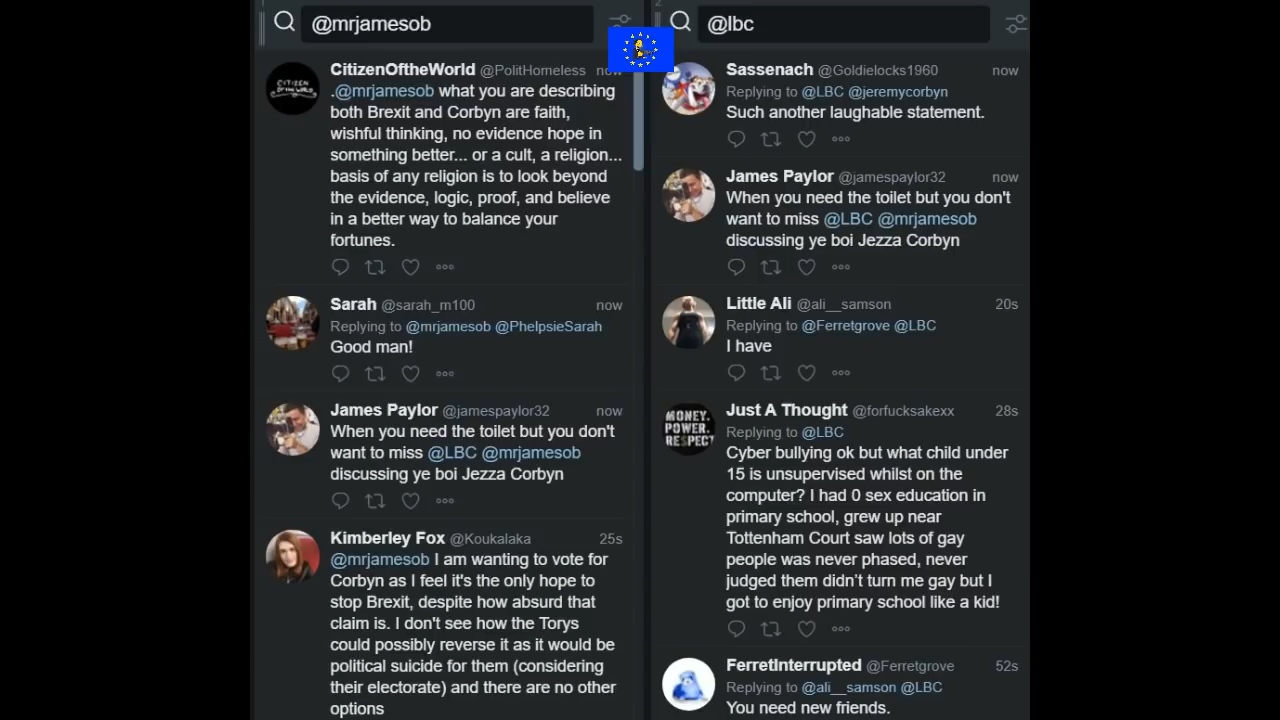 @mrjamesob
CitizenOftheWorld @PolitHomeless now
.@mrjamesob what you are describing
both Brexit and Corbyn are faith,
wishful thinking, no evidence hope in
something better... or a cult, a religion...
basis of any religion is to look beyond
the evidence, logic, proof, and believe
in a better way to balance your
fortunes.
Sarah @sarah_m100 now
Replying to @mrjamesob @PhelpsieSarah
Good man!
James Paylor @jamespaylor32 now
When you need the toilet but you don't
want to miss @LBC @mrjamesob
discussing ye boi Jezza Corbyn
Kimberley Fox @Koukalaka 25s
@mrjamesob I am wanting to vote for
Corbyn as I feel it's the only hope to
stop Brexit, despite how absurd that
claim is. I don't see how the Torys
could possibly reverse it as it would be
political suicide for them (considering
their electorate) and there are no other
options
2
@lbc
Sassenach @Goldielocks1960 now
Replying to @LBC @jeremycorbyn
Such another laughable statement.
James Paylor @jamespaylor32 now
When you need the toilet but you don't
want to miss @LBC @mrjamesob
discussing ye boi Jezza Corbyn
Little Ali @ali__samson 20s
Replying to @Ferretgrove @LBC
I have
MONEY.
POWER.
RESPECT
Just A Thought @forfucksakexx 28s
Replying to @LBC
Cyber bullying ok but what child under
15 is unsupervised whilst on the
computer? I had 0 sex education in
primary school, grew up near
Tottenham Court saw lots of gay
people was never phased, never
judged them didn't turn me gay but I
got to enjoy primary school like a kid!
FerretInterrupted @Ferretgrove 52s
Replying to @ali__samson @LBC
You need new friends.